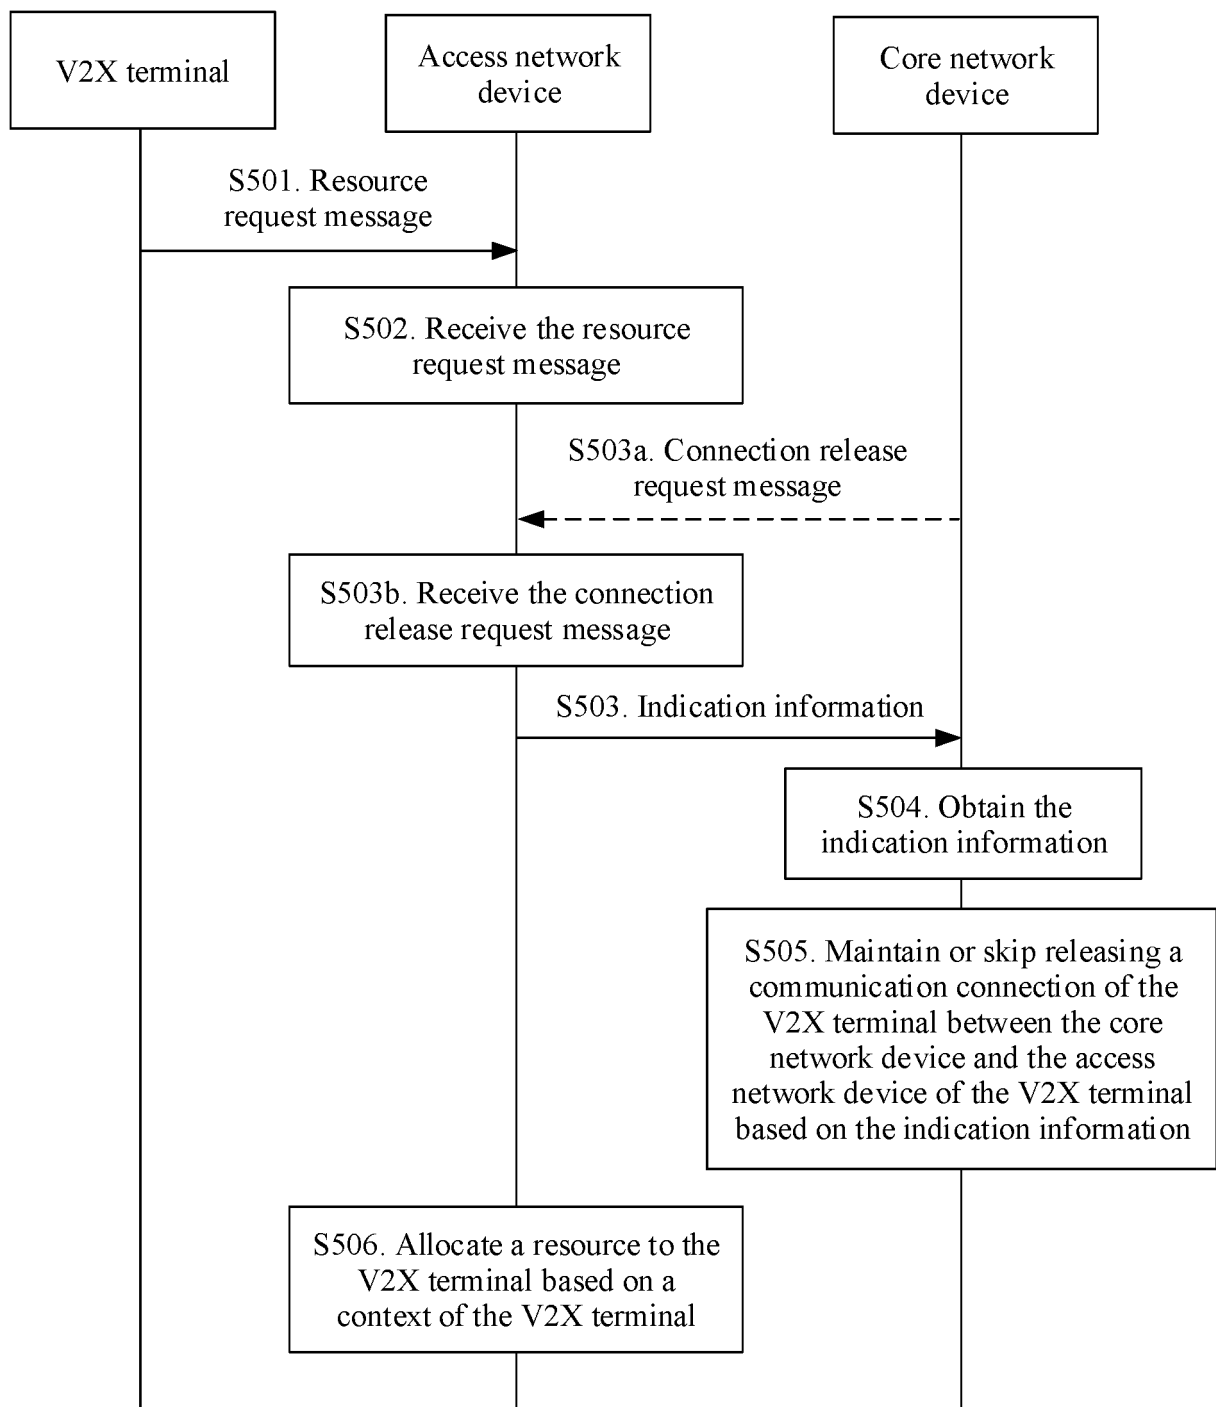 V2X terminal
Access network
device
Core network
device
S501. Resource
request message
S502. Receive the resource
request message
S503a. Connection release
request message
S503b. Receive the connection
release request message
S503. Indication information
S504. Obtain the
indication information
S505. Maintain or skip releasing a
communication connection of the
V2X terminal between the core
network device and the access
network device of the V2X terminal
based on the indication information
S506. Allocate a resource to the
V2X terminal based on a
context of the V2X terminal